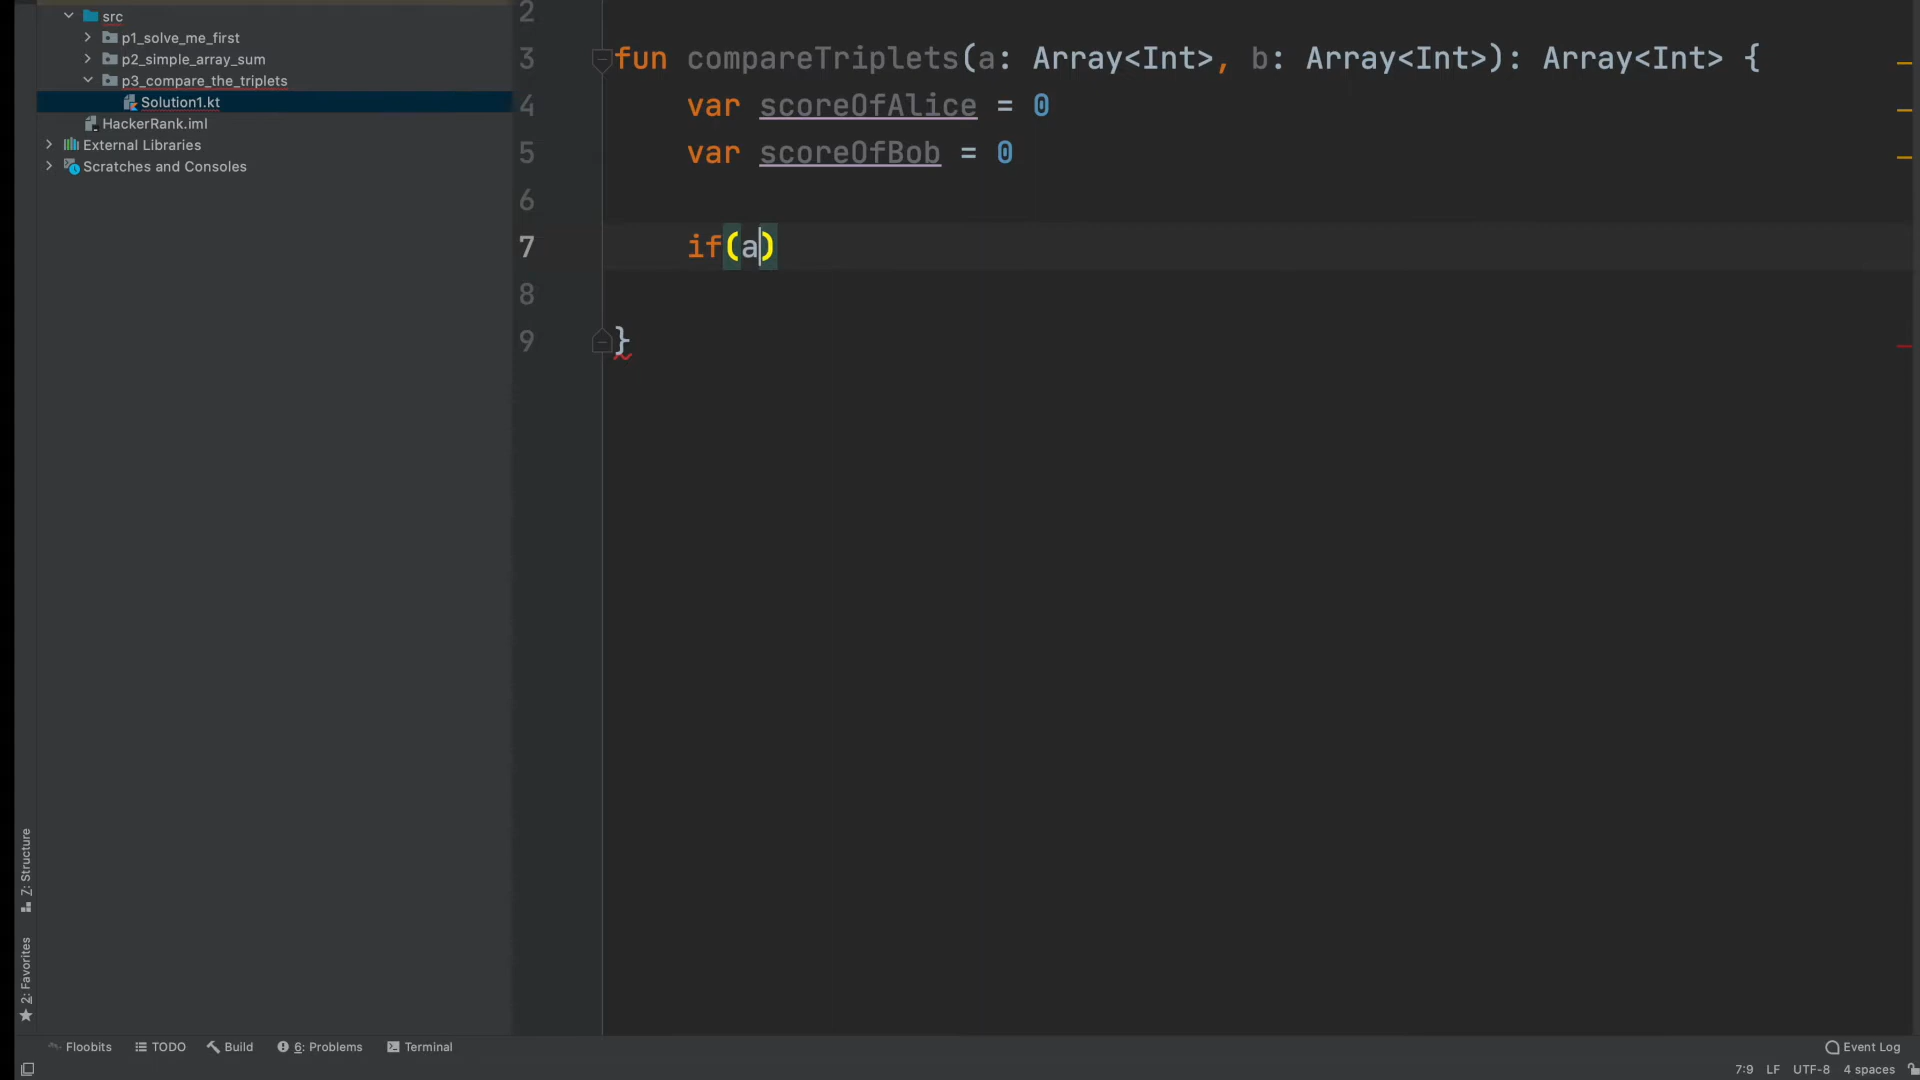 src
p1_solve_me_first
p2_simple_array_sum
p3_compare_the_triplets
Solution1.kt
HackerRank.iml
External Libraries
Scratches and Consoles
2
3 fun compareTriplets(a: Array<Int>, b: Array<Int>): Array<Int> {
4 var scoreOfAlice = 0
5 var scoreOfBob = 0
6
7 if(a)
8
9 }
Z: Structure
2: Favorites
Floobits TODO Build 6: Problems Terminal Event Log
7:9 LF UTF-8 4 spaces